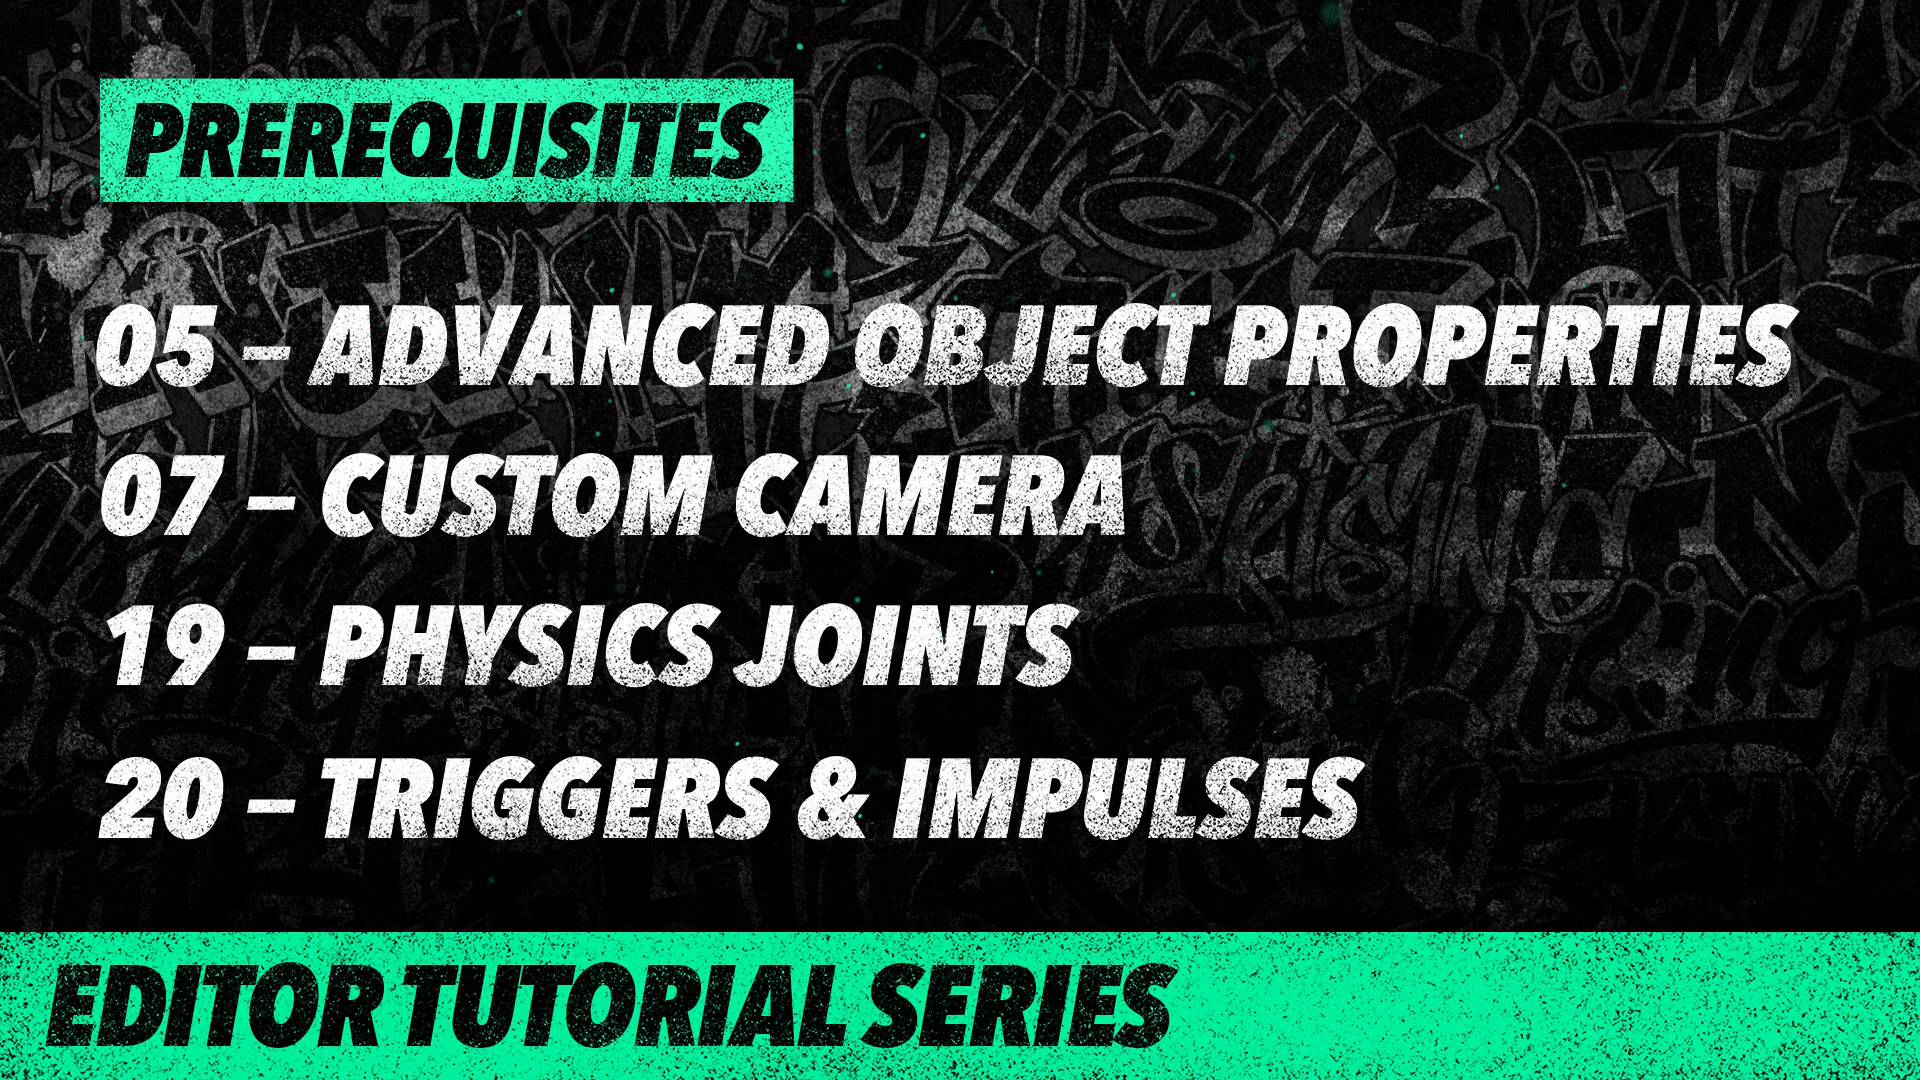 PREREQUISITES
05 – ADVANCED OBJECT PROPERTIES
07 – CUSTOM CAMERA
19 – PHYSICS JOINTS
20 – TRIGGERS & IMPULSES
EDITOR TUTORIAL SERIES